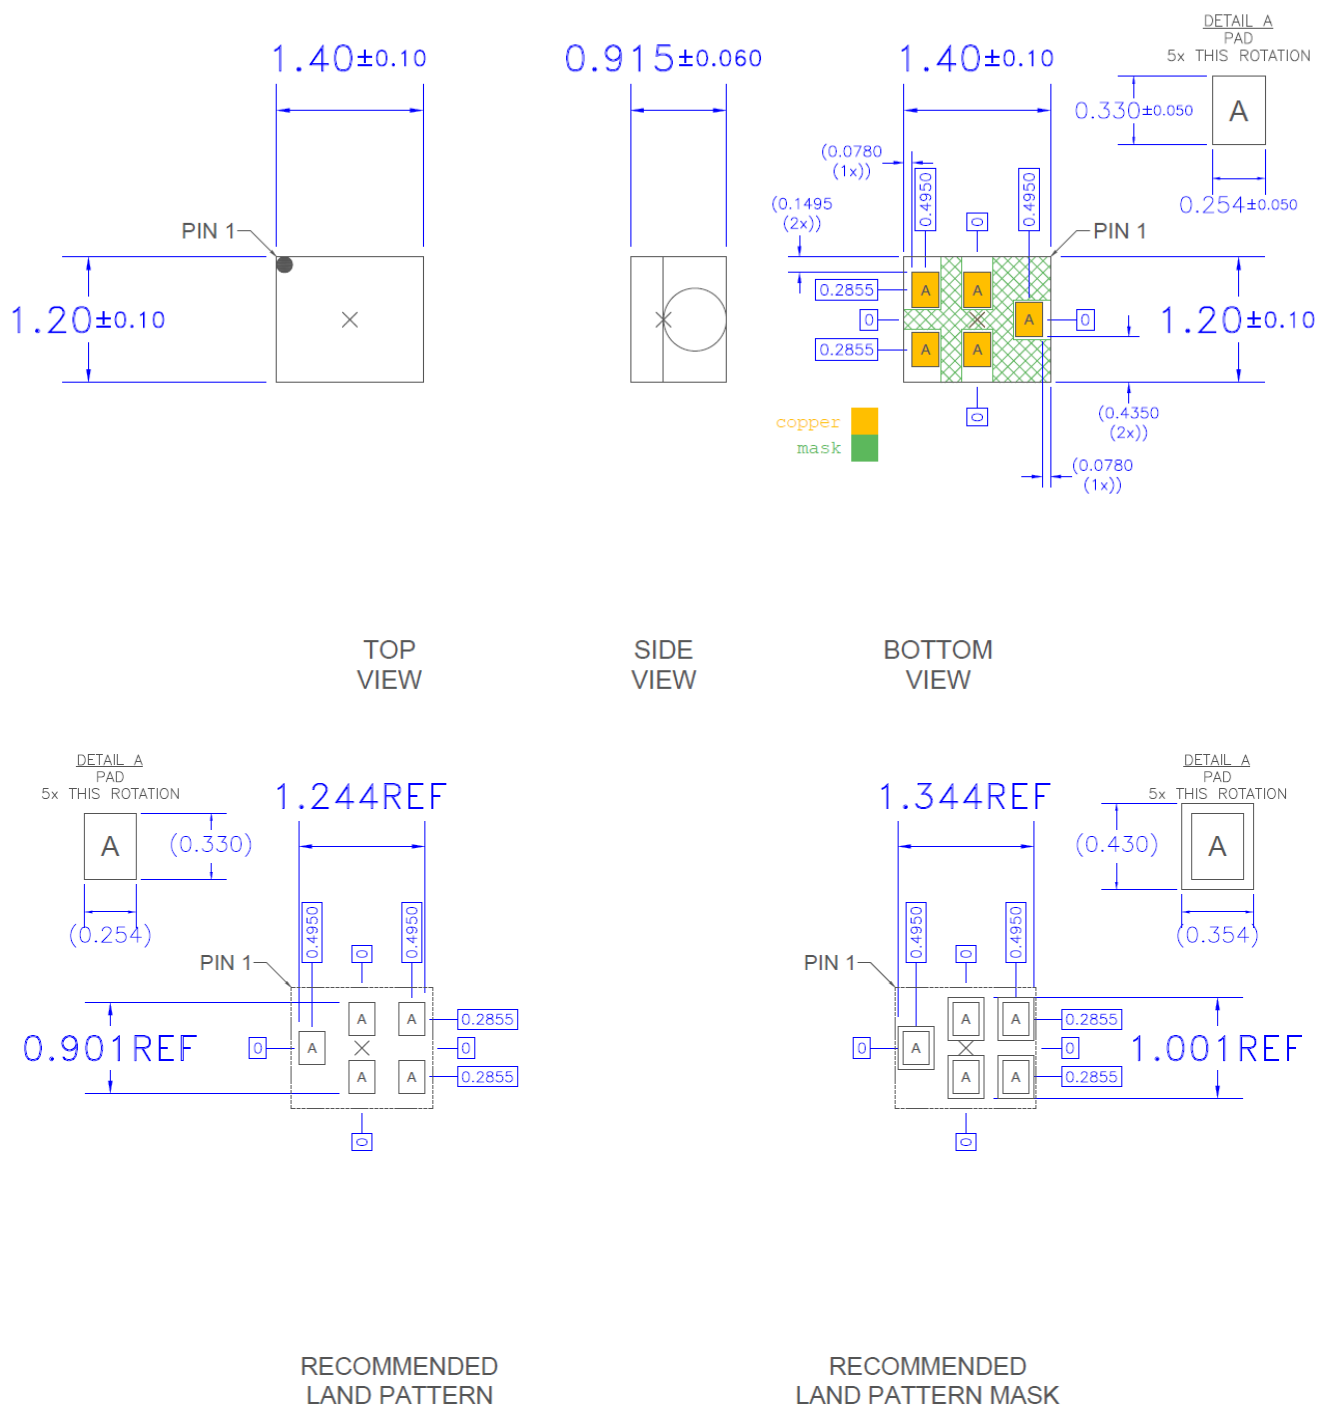 DETAIL A
PAD
5x THIS ROTATION
1.40±0.10
0.915±0.060
1.40±0.10
A
0.330±0.050
0.254±0.050
(0.0780
(1x))
0.4950
0.4950
(0.1495
(2x))
0
PIN 1
PIN 1
1.20±0.10
0.2855
A
A
0
A
0
1.20±0.10
0.2855
A
A
0
(0.4350
(2x))
copper
mask
(0.0780
(1x))
TOP
VIEW
SIDE
VIEW
BOTTOM
VIEW
DETAIL A
PAD
5x THIS ROTATION
A
(0.330)
(0.254)
1.244REF
0.4950
0
0.4950
PIN 1
A
A
0.2855
0.901REF
0
A
0
A
A
0.2855
0
DETAIL A
PAD
5x THIS ROTATION
1.344REF
(0.430)
A
(0.354)
0.4950
0
0.4950
PIN 1
A
A
0.2855
0
A
0
1.001REF
A
A
0.2855
0
RECOMMENDED
LAND PATTERN
RECOMMENDED
LAND PATTERN MASK